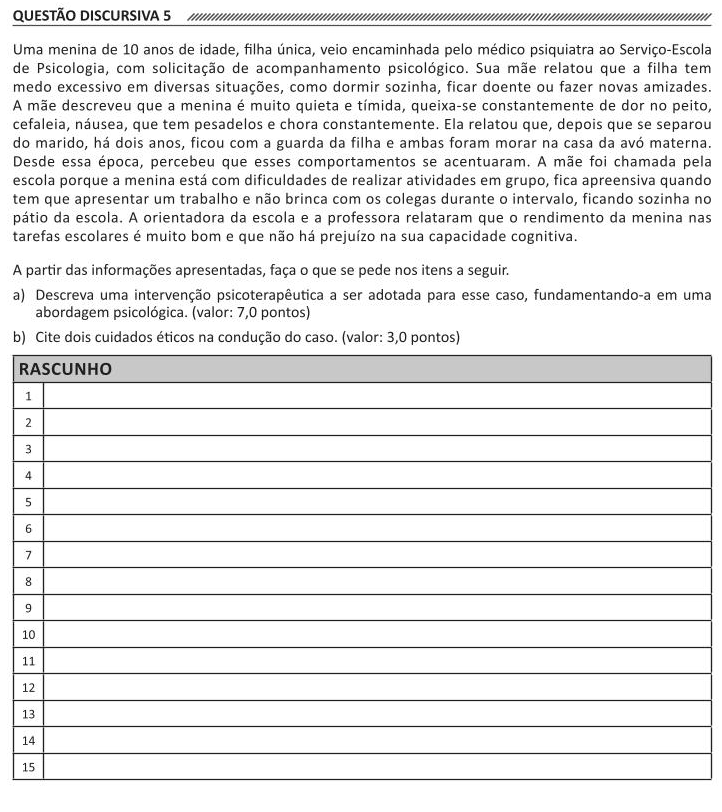 QUESTÃO DISCURSIVA 5
Uma menina de 10 anos de idade, filha única, veio encaminhada pelo médico psiquiatra ao Serviço-Escola
de Psicologia, com solicitação de acompanhamento psicológico. Sua mãe relatou que a filha tem
medo excessivo em diversas situações, como dormir sozinha, ficar doente ou fazer novas amizades.
A mãe descreveu que a menina é muito quieta e tímida, queixa-se constantemente de dor no peito,
cefaleia, náusea, que tem pesadelos e chora constantemente. Ela relatou que, depois que se separou
do marido, há dois anos, ficou com a guarda da filha e ambas foram morar na casa da avó materna.
Desde essa época, percebeu que esses comportamentos se acentuaram. A mãe foi chamada pela
escola porque a menina está com dificuldades de realizar atividades em grupo, fica apreensiva quando
tem que apresentar um trabalho e não brinca com os colegas durante o intervalo, ficando sozinha no
pátio da escola. A orientadora da escola e a professora relataram que o rendimento da menina nas
tarefas escolares é muito bom e que não há prejuízo na sua capacidade cognitiva.
A partir das informações apresentadas, faça o que se pede nos itens a seguir.
a) Descreva uma intervenção psicoterapêutica a ser adotada para esse caso, fundamentando-a em uma
abordagem psicológica. (valor: 7,0 pontos)
b) Cite dois cuidados éticos na condução do caso. (valor: 3,0 pontos)
RASCUNHO
1
2
3
4
5
6
7
8
9
10
11
12
13
14
15